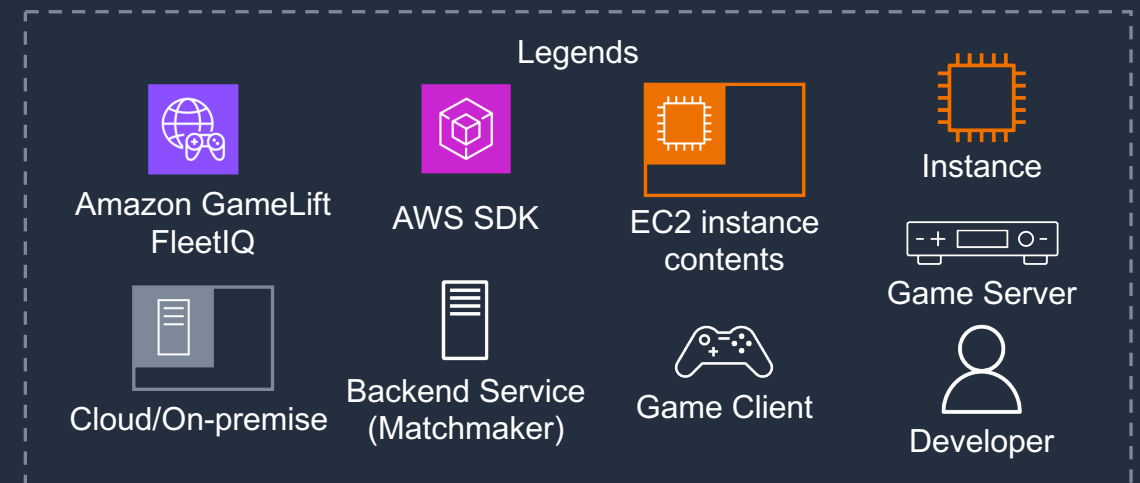 Legends
Amazon GameLift
FleetIQ
AWS SDK
EC2 instance
contents
Instance
Game Server
Cloud/On-premise
Backend Service
(Matchmaker)
Game Client
Developer